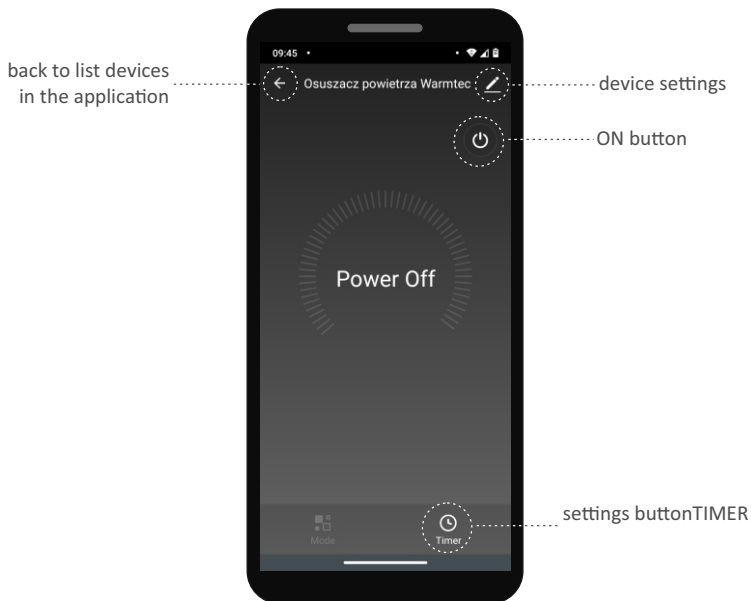 09:45
back to list devices
in the application
Osuszacz powietrza Warmtec
device settings
ON button
Power Off
settings buttonTIMER
Mode
Timer